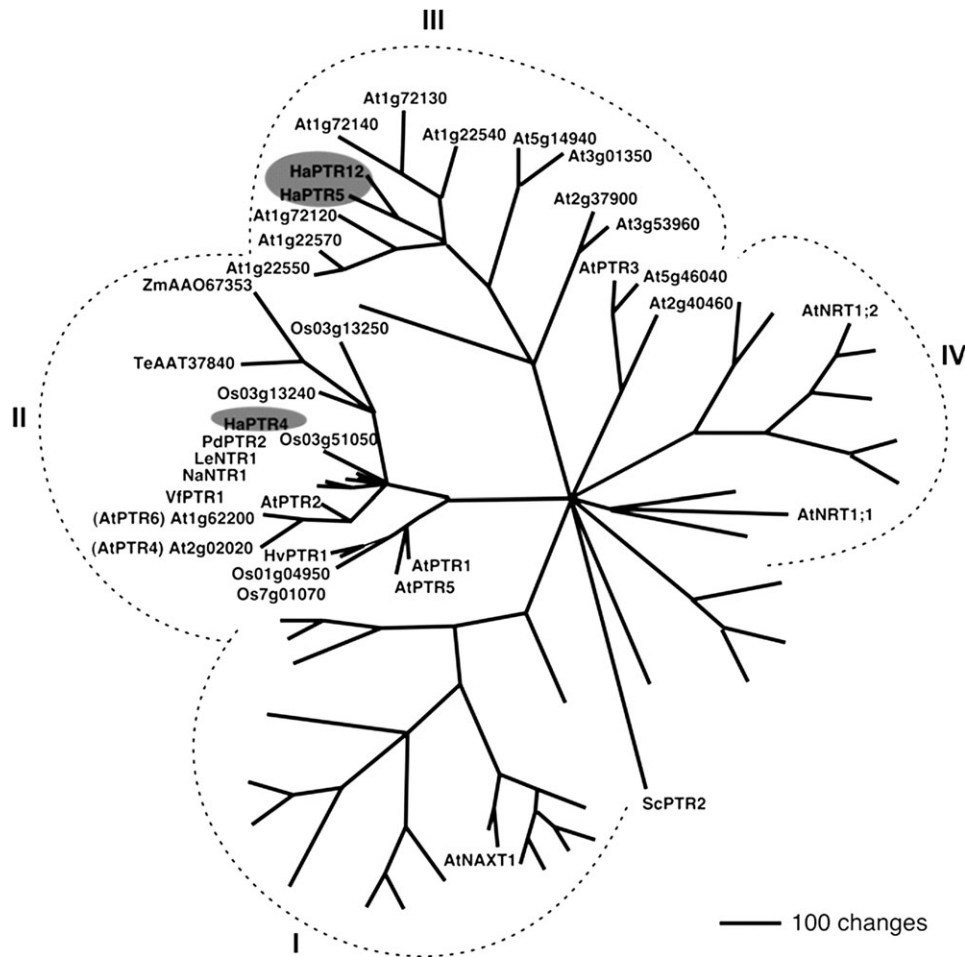 III
At1g72130
At1g72140
At1g22540
At5g14940
At3g01350
HaPTR12
HaPTR5
At2g37900
At1g72120
At3g53960
At1g22570
At1g22550
AtPTR3
At5g46040
ZmAAO67353
At2g40460
AtNRT1;2
Os03g13250
IV
TeAAT37840
Os03g13240
II
HaPTR4
PdPTR2
Os03g51050
LeNTR1
NaNTR1
VfPTR1
AtPTR2
(AtPTR6) At1g62200
AtNRT1;1
(AtPTR4) At2g02020
HvPTR1
AtPTR1
Os01g04950
AtPTR5
Os7g01070
ScPTR2
AtNAXT1
I
100 changes